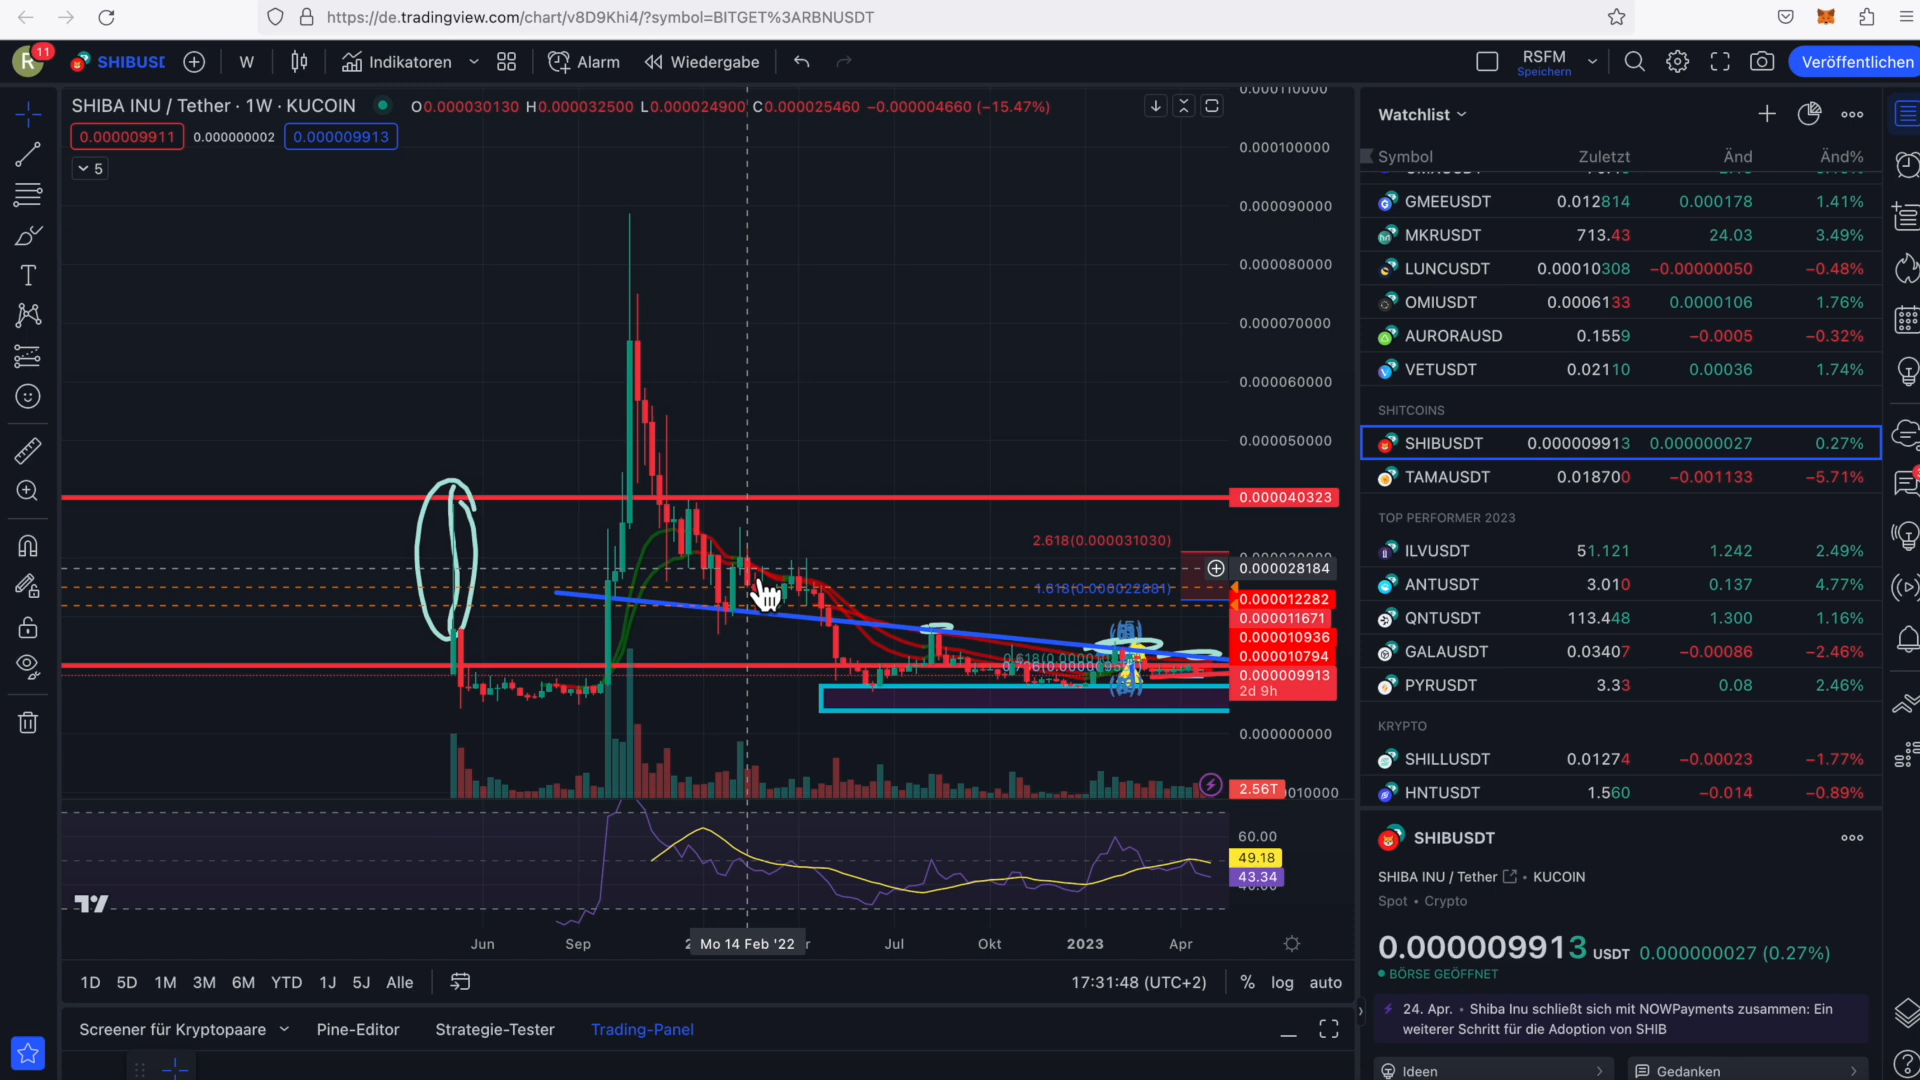 https://de.tradingview.com/chart/v8D9Khi4/?symbol=BITGET%3ARBNUSDT
R
11
SHIBUSD
W
Indikatoren
Alarm
Wiedergabe
RSFM
Speichern
Veröffentlichen
SHIBA INU / Tether · 1W · KUCOIN
O0.000030130 H0.000032500 L0.000024900 C0.000025460 −0.000004660 (−15.47%)
0.000009911
0.000000002
0.000009913
5
0.000110000
0.000100000
0.000090000
0.000080000
0.000070000
0.000060000
0.000050000
0.000040323
2.618(0.000031030)
0.000028184
1.618(0.000022881)
0.000012282
0.000011671
0.000010936
0.000010794
0.000009913
2d 9h
0.000000000
2.56T
60.00
49.18
43.34
Jun
Sep
Mo 14 Feb '22
Jul
Okt
2023
Apr
1D
5D
1M
3M
6M
YTD
1J
5J
Alle
17:31:48 (UTC+2)
%
log
auto
Screener für Kryptopaare
Pine-Editor
Strategie-Tester
Trading-Panel
Watchlist
Symbol Zuletzt Änd Änd%
GMEEUSDT 0.012814 0.000178 1.41%
MKRUSDT 713.43 24.03 3.49%
LUNCUSDT 0.00010308 −0.00000050 −0.48%
OMIUSDT 0.0006133 0.0000106 1.76%
AURORAUSD 0.1559 −0.0005 −0.32%
VETUSDT 0.02110 0.00036 1.74%
SHITCOINS
SHIBUSDT 0.000009913 0.000000027 0.27%
TAMAUSDT 0.018700 −0.001133 −5.71%
TOP PERFORMER 2023
ILVUSDT 51.121 1.242 2.49%
ANTUSDT 3.010 0.137 4.77%
QNTUSDT 113.448 1.300 1.16%
GALAUSDT 0.03407 −0.00086 −2.46%
PYRUSDT 3.33 0.08 2.46%
KRYPTO
SHILLUSDT 0.01274 −0.00023 −1.77%
HNTUSDT 1.560 −0.014 −0.89%
SHIBUSDT
SHIBA INU / Tether • KUCOIN
Spot • Crypto
0.000009913 USDT 0.000000027 (0.27%)
BÖRSE GEÖFFNET
24. Apr. • Shiba Inu schließt sich mit NOWPayments zusammen: Ein
weiterer Schritt für die Adoption von SHIB
Ideen
Gedanken